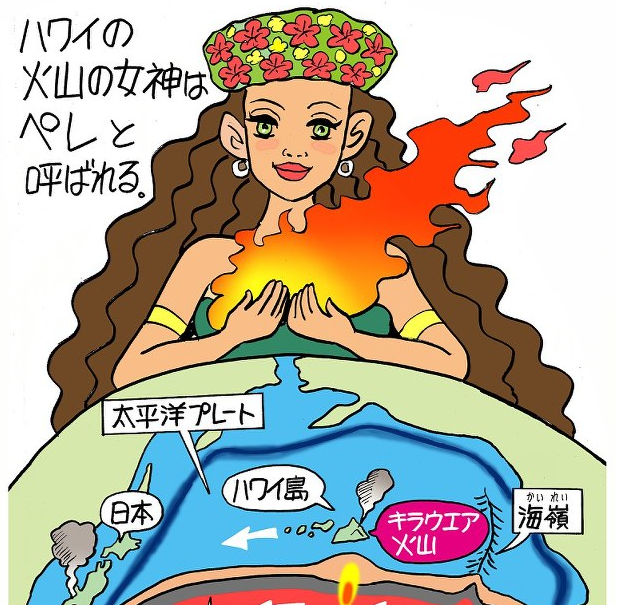 ハワイの
火山の女神は
ペレと
呼ばれる。
太平洋プレート
ハワイ島
日本
キラウエア
火山
かいれい
海嶺